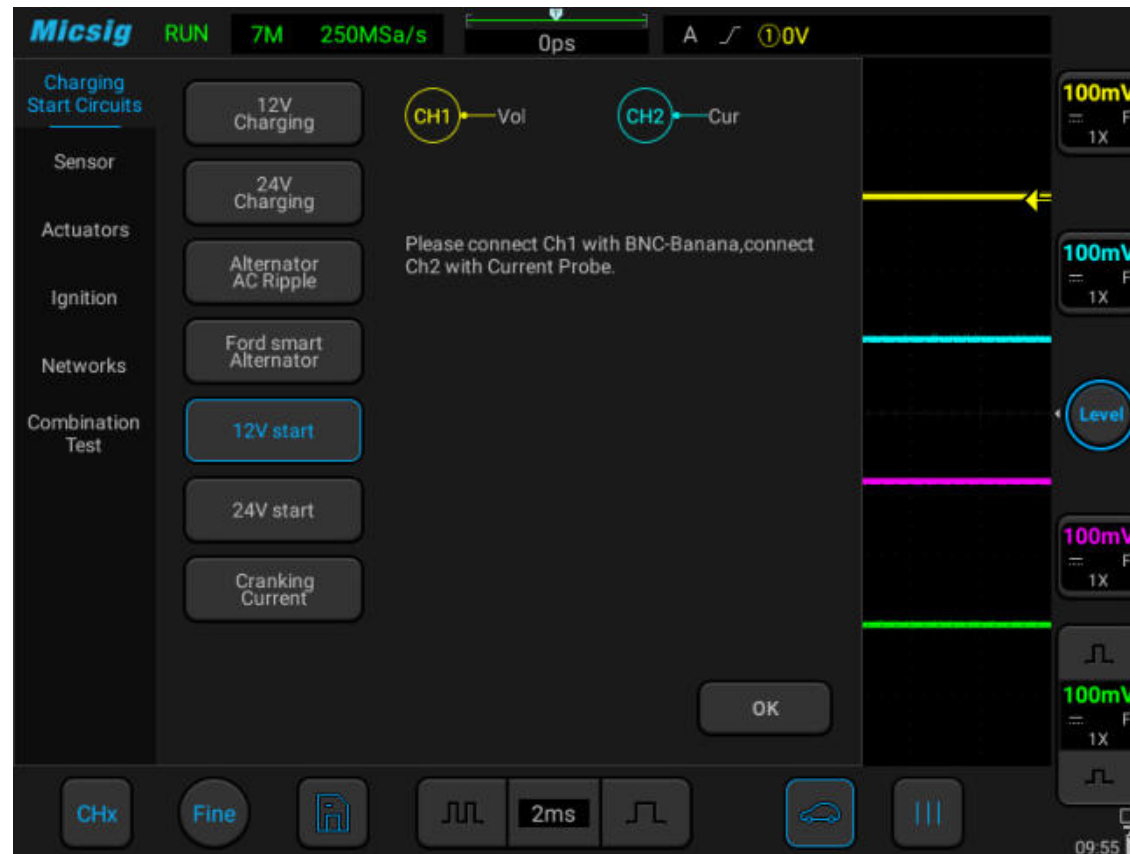 Micsig RUN 7M 250MSa/s 0ps A ①0V
Charging
Start Circuits
Sensor
Actuators
Ignition
Networks
Combination
Test
12V
Charging
24V
Charging
Alternator
AC Ripple
Ford smart
Alternator
12V start
24V start
Cranking
Current
CH1 Vol CH2 Cur
Please connect Ch1 with BNC-Banana,connect
Ch2 with Current Probe.
OK
100mV
F
1X
100mV
F
1X
Level
100mV
F
1X
100mV
F
1X
CHx Fine 2ms
09:55